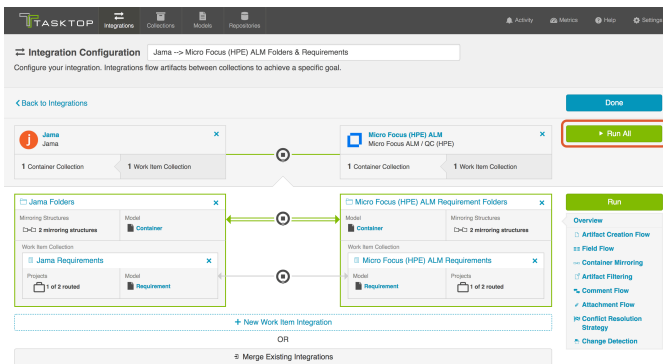 TASKTOP
Integrations
Collections
Models
Repositories
Activity
Metrics
Help
Settings
Integration Configuration
Jama --> Micro Focus (HPE) ALM Folders & Requirements
Configure your integration. Integrations flow artifacts between collections to achieve a specific goal.
Back to Integrations
Done
Jama
Jama
Micro Focus (HPE) ALM
Micro Focus ALM / QC (HPE)
Run All
1 Container Collection
1 Work Item Collection
1 Container Collection
1 Work Item Collection
Jama Folders
Micro Focus (HPE) ALM Requirement Folders
Run
Mirroring Structures
2 mirroring structures
Model
Container
Model
Container
Mirroring Structures
2 mirroring structures
Overview
Artifact Creation Flow
Field Flow
Container Mirroring
Artifact Filtering
Comment Flow
Attachment Flow
Conflict Resolution
Strategy
Change Detection
Work Item Collection
Jama Requirements
Projects
1 of 2 routed
Model
Requirement
Work Item Collection
Micro Focus (HPE) ALM Requirements
Model
Requirement
Projects
1 of 2 routed
+ New Work Item Integration
OR
Merge Existing Integrations